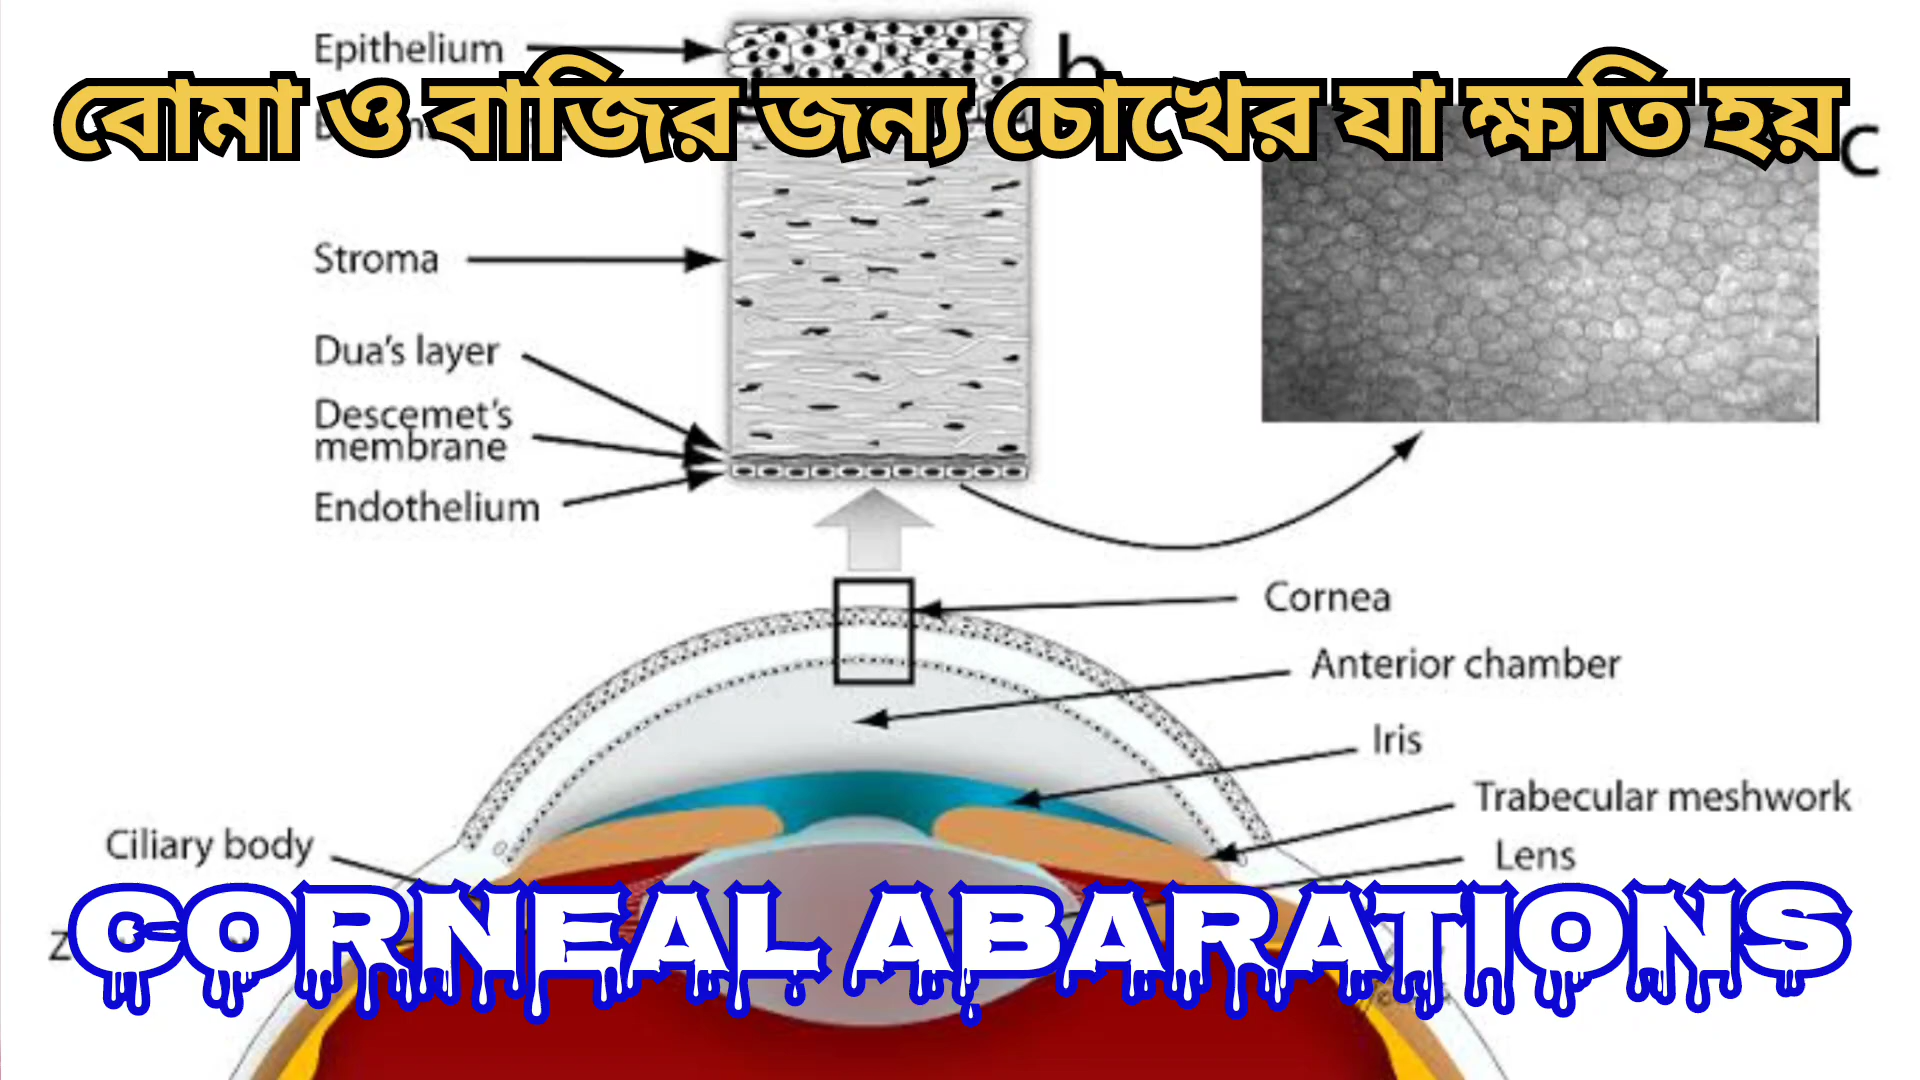 Epithelium
b
বোমা ও বাজির জন্য চোখের যা ক্ষতি হয়
c
Stroma
Dua's layer
Descemet's
membrane
Endothelium
Cornea
Anterior chamber
Iris
Trabecular meshwork
Ciliary body
Lens
CORNEAL ABARATIONS